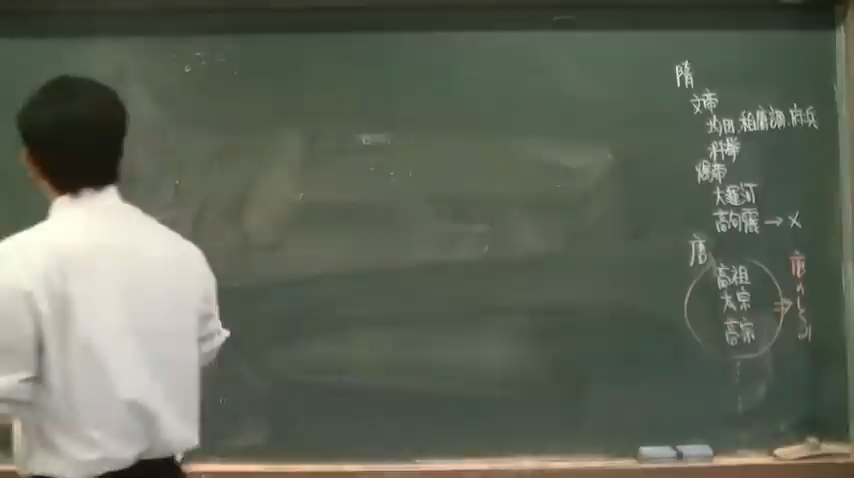 隋
文帝
均田、租庸調、府兵
科挙
煬帝
大運河
高句麗→×
唐
高祖
太宗
高宗